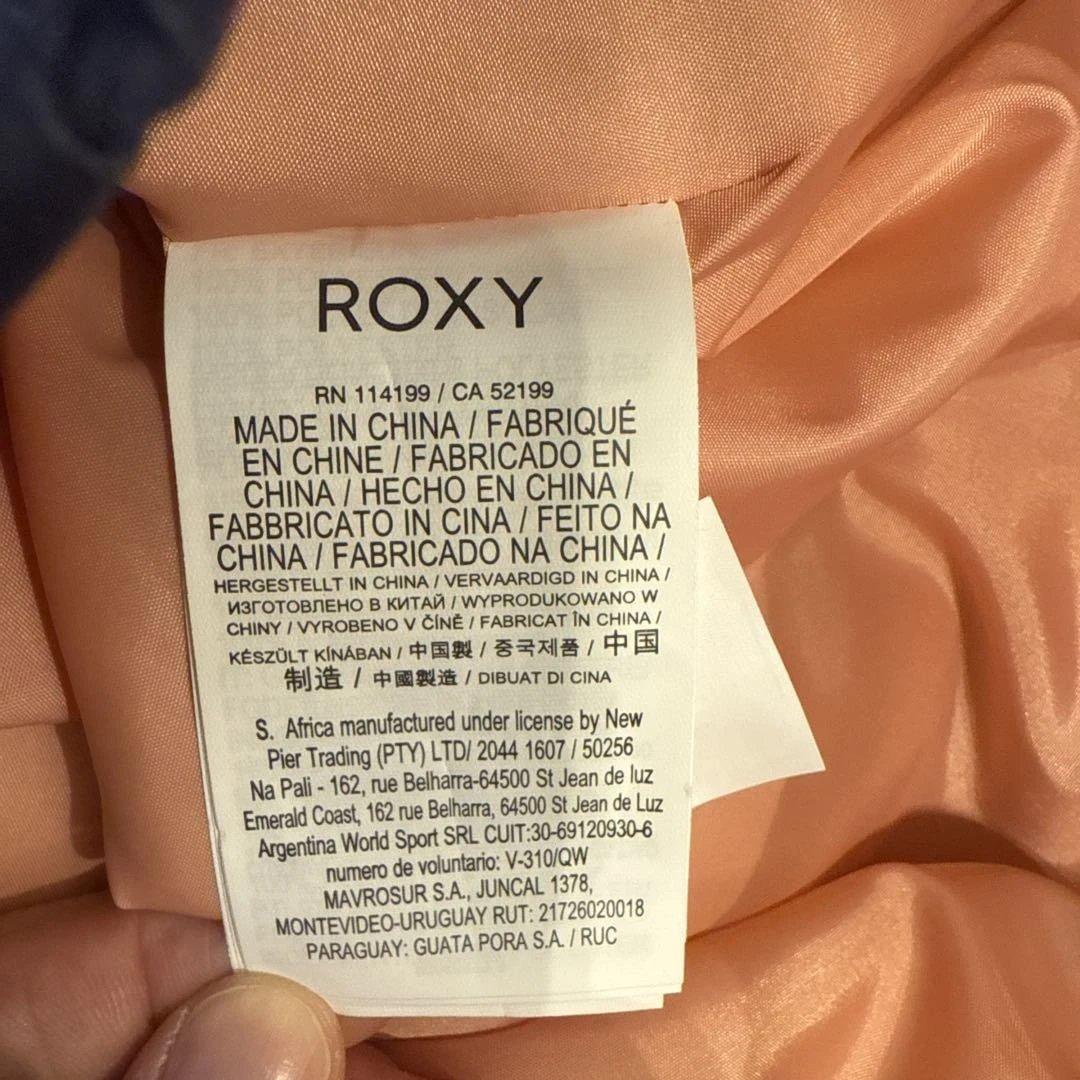 ROXY
RN 114199 / CA 52199
MADE IN CHINA / FABRIQUÉ
EN CHINE / FABRICADO EN
CHINA / HECHO EN CHINA /
FABBRICATO IN CINA / FEITO NA
CHINA / FABRICADO NA CHINA /
HERGESTELLT IN CHINA / VERVAARDIGD IN CHINA /
ИЗГОТОВЛЕНО В КИТАЙ / WYPRODUKOWANO W
CHINY / VYROBENO V ČÍNĚ / FABRICAT ÎN CHINA /
KÉSZÜLT KÍNÁBAN / 中国製 / 중국제품 / 中国
制造 / 中國製造 / DIBUAT DI CINA
S. Africa manufactured under license by New
Pier Trading (PTY) LTD/ 2044 1607 / 50256
Na Pali - 162, rue Belharra-64500 St Jean de luz
Emerald Coast, 162 rue Belharra, 64500 St Jean de Luz
Argentina World Sport SRL CUIT:30-69120930-6
numero de voluntario: V-310/QW
MAVROSUR S.A., JUNCAL 1378,
MONTEVIDEO-URUGUAY RUT: 21726020018
PARAGUAY: GUATA PORA S.A. / RUC